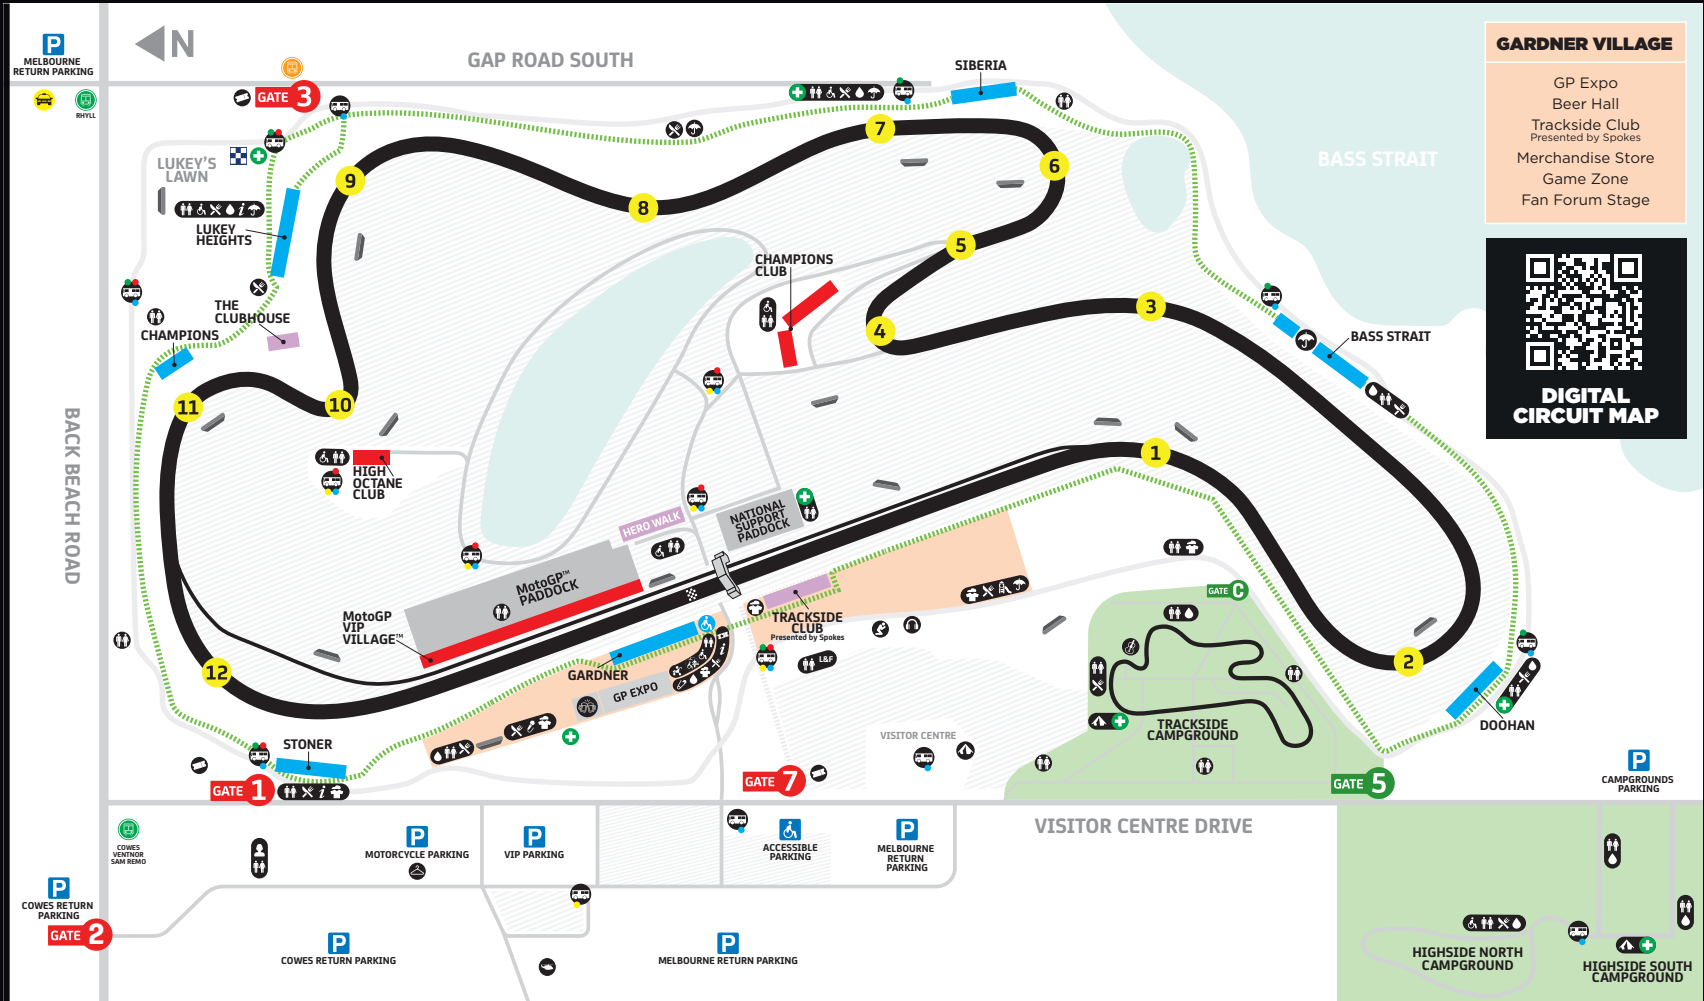 P
MELBOURNE
RETURN PARKING
RHYLL
N
GAP ROAD SOUTH
GATE 3
SIBERIA
LUKEY'S
LAWN
LUKEY
HEIGHTS
THE
CLUBHOUSE
CHAMPIONS
CHAMPIONS
CLUB
BASS STRAIT
BASS STRAIT
GARDNER VILLAGE
GP Expo
Beer Hall
Trackside Club
Presented by Spokes
Merchandise Store
Game Zone
Fan Forum Stage
DIGITAL
CIRCUIT MAP
9
8
7
6
5
4
3
11
10
1
2
12
BACK BEACH ROAD
HIGH
OCTANE
CLUB
HERO WALK
NATIONAL
SUPPORT
PADDOCK
MotoGP™
PADDOCK
MotoGP
VIP
VILLAGE™
TRACKSIDE
CLUB
Presented by Spokes
L&F
GARDNER
GP EXPO
STONER
GATE 1
GATE 7
VISITOR CENTRE
GATE C
TRACKSIDE
CAMPGROUND
GATE 5
DOOHAN
P
CAMPGROUNDS
PARKING
VISITOR CENTRE DRIVE
COWES
VENTNOR
SAM REMO
P
COWES RETURN
PARKING
GATE 2
P
MOTORCYCLE PARKING
P
VIP PARKING
ACCESSIBLE
PARKING
P
MELBOURNE
RETURN
PARKING
P
COWES RETURN PARKING
P
MELBOURNE RETURN PARKING
HIGHSIDE NORTH
CAMPGROUND
HIGHSIDE SOUTH
CAMPGROUND